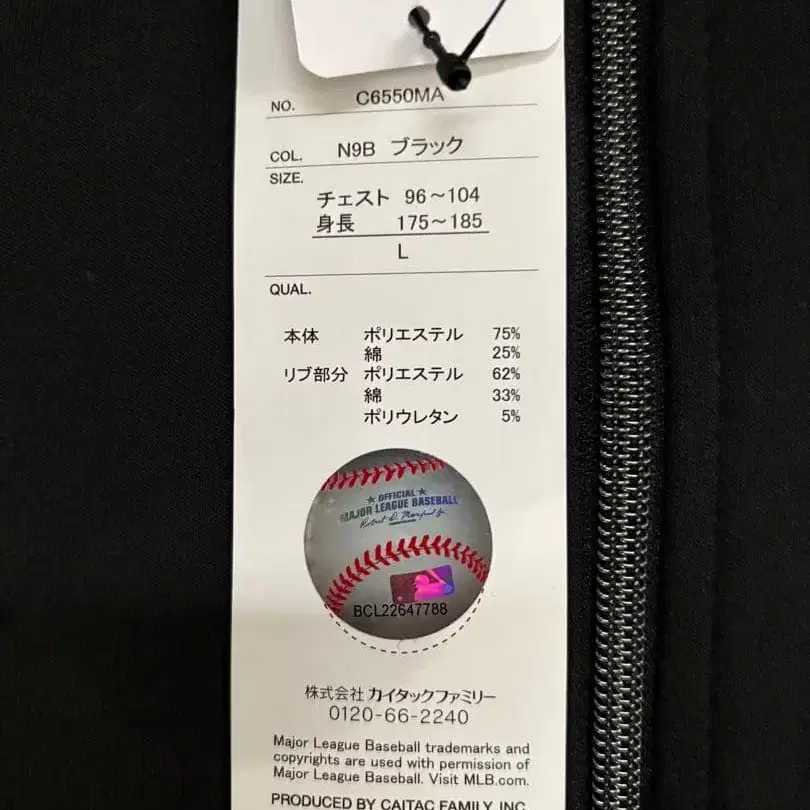 NO. C6550MA
COL. N9B ブラック
SIZE.
チェスト 96～104
身長 175～185
L
QUAL.
本体 ポリエステル 75%
綿 25%
リブ部分 ポリエステル 62%
綿 33%
ポリウレタン 5%
★ OFFICIAL ★
MAJOR LEAGUE BASEBALL
Robert D. Manfred Jr.
BCL22647788
株式会社 カイタックファミリー
0120-66-2240
Major League Baseball trademarks and
copyrights are used with permission of
Major League Baseball. Visit MLB.com.
PRODUCED BY CAITAC FAMILY, INC